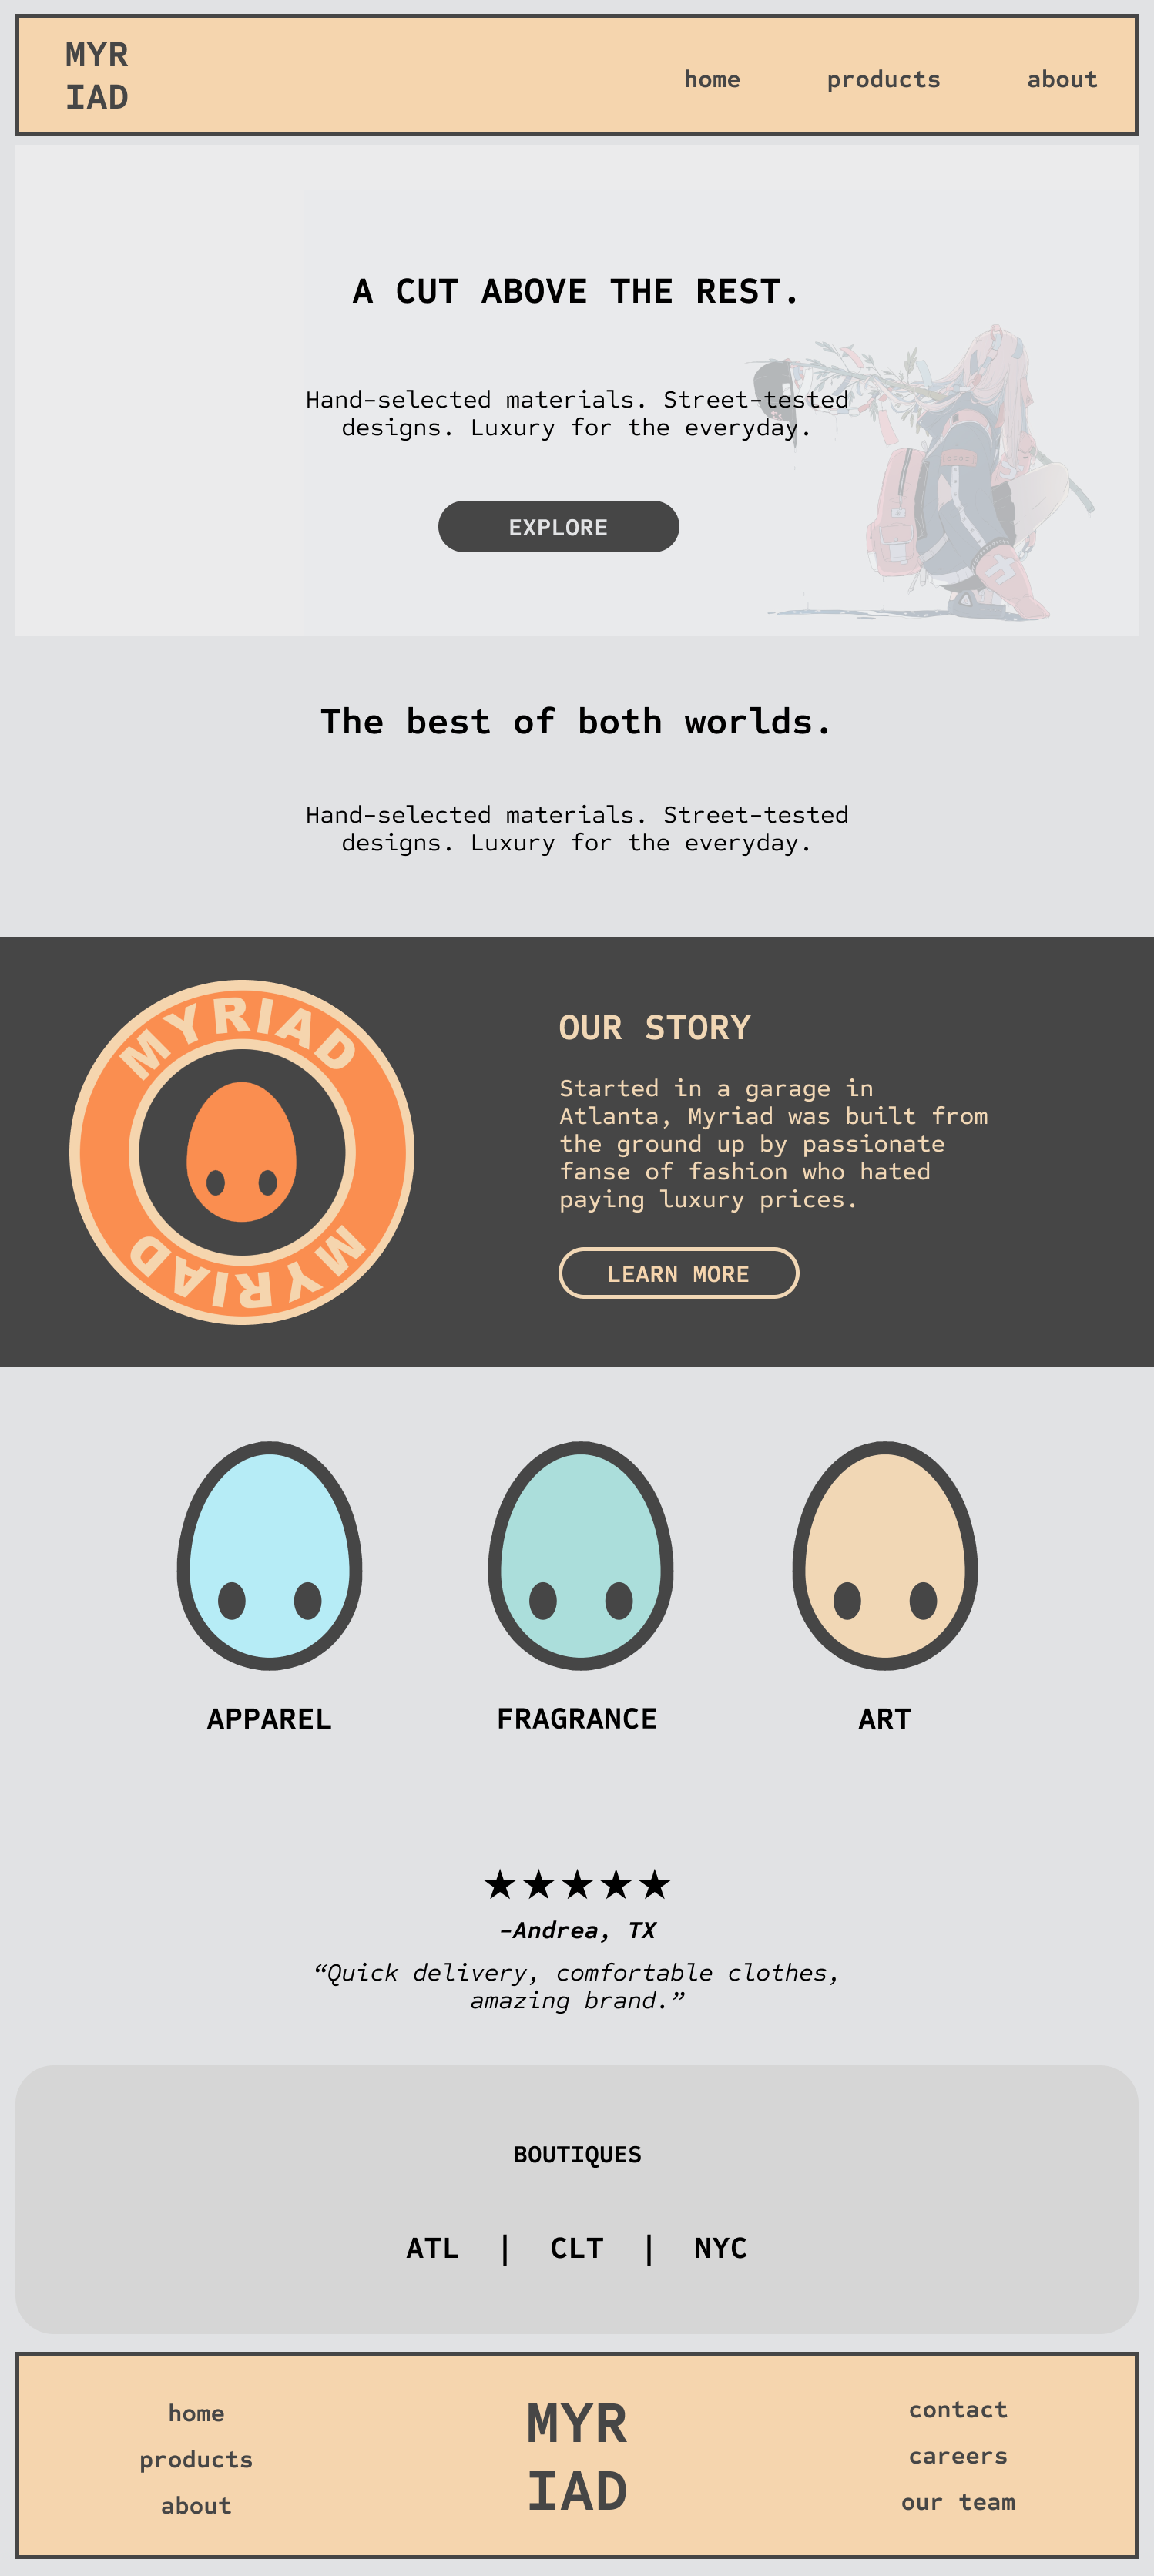 MYR
IAD
home products about
A CUT ABOVE THE REST.
Hand-selected materials. Street-tested
designs. Luxury for the everyday.
EXPLORE
The best of both worlds.
Hand-selected materials. Street-tested
designs. Luxury for the everyday.
MYRIAD
MYRIAD
OUR STORY
Started in a garage in
Atlanta, Myriad was built from
the ground up by passionate
fanse of fashion who hated
paying luxury prices.
LEARN MORE
APPAREL FRAGRANCE ART
★★★★★
-Andrea, TX
“Quick delivery, comfortable clothes,
amazing brand.”
BOUTIQUES
ATL | CLT | NYC
home
products
about
MYR
IAD
contact
careers
our team